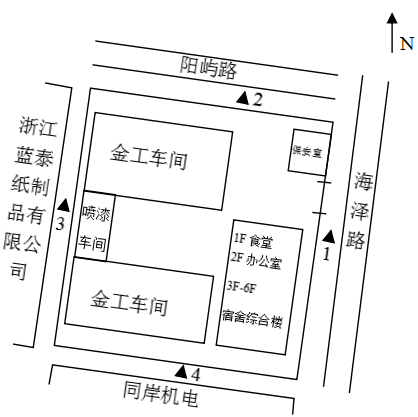 N
阳屿路
2
浙江
蓝泰
纸制
品有
限公
司
金工车间
保安室
海
泽
路
3
喷漆
车间
1F 食堂
2F 办公室
3F-6F
宿舍综合楼
1
金工车间
4
同岸机电